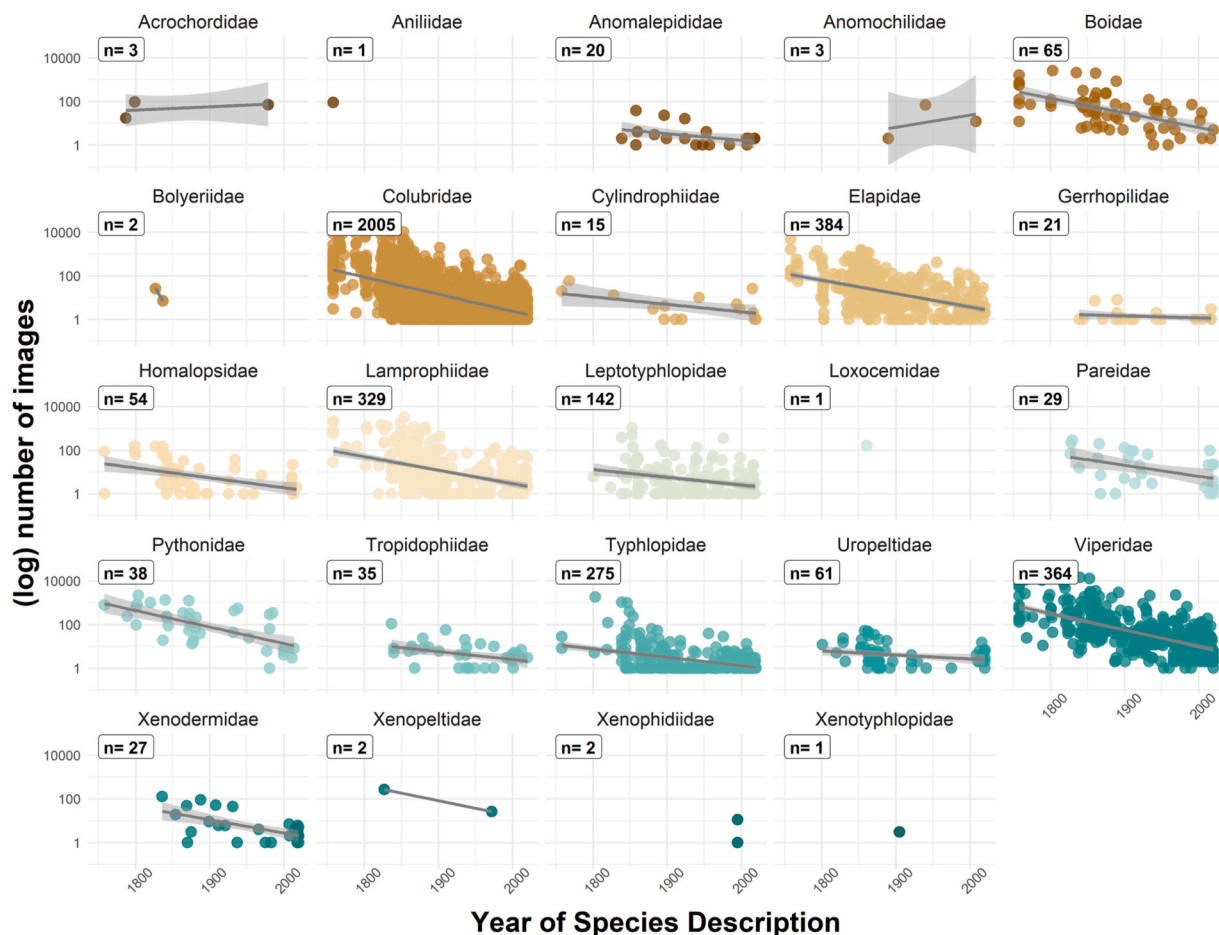 Acrochordidae Aniliidae Anomalepididae Anomochilidae Boidae
n= 3 n= 1 n= 20 n= 3 n= 65
10000
100
1
Bolyeriidae Colubridae Cylindrophiidae Elapidae Gerrhopilidae
n= 2 n= 2005 n= 15 n= 384 n= 21
10000
100
1
Homalopsidae Lamprophiidae Leptotyphlopidae Loxocemidae Pareidae
n= 54 n= 329 n= 142 n= 1 n= 29
10000
100
1
Pythonidae Tropidophiidae Typhlopidae Uropeltidae Viperidae
n= 38 n= 35 n= 275 n= 61 n= 364
10000
100
1
1800 1900 2000
Xenodermidae Xenopeltidae Xenophidiidae Xenotyphlopidae
n= 27 n= 2 n= 2 n= 1
10000
100
1
1800 1900 2000 1800 1900 2000 1800 1900 2000 1800 1900 2000
(log) number of images
Year of Species Description